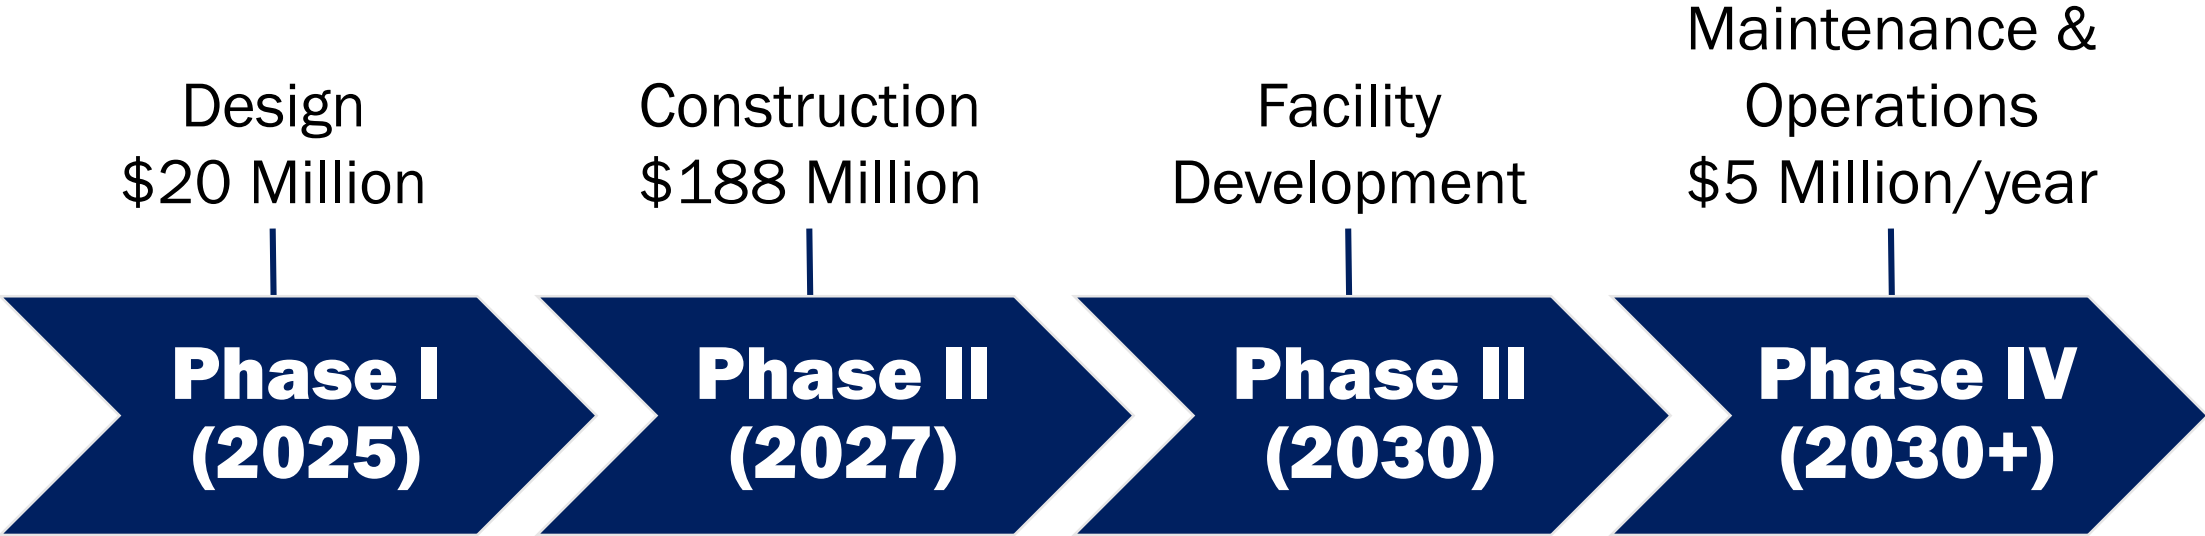 Design
$20 Million
Construction
$188 Million
Facility
Development
Maintenance &
Operations
$5 Million/year
Phase I
(2025)
Phase II
(2027)
Phase II
(2030)
Phase IV
(2030+)